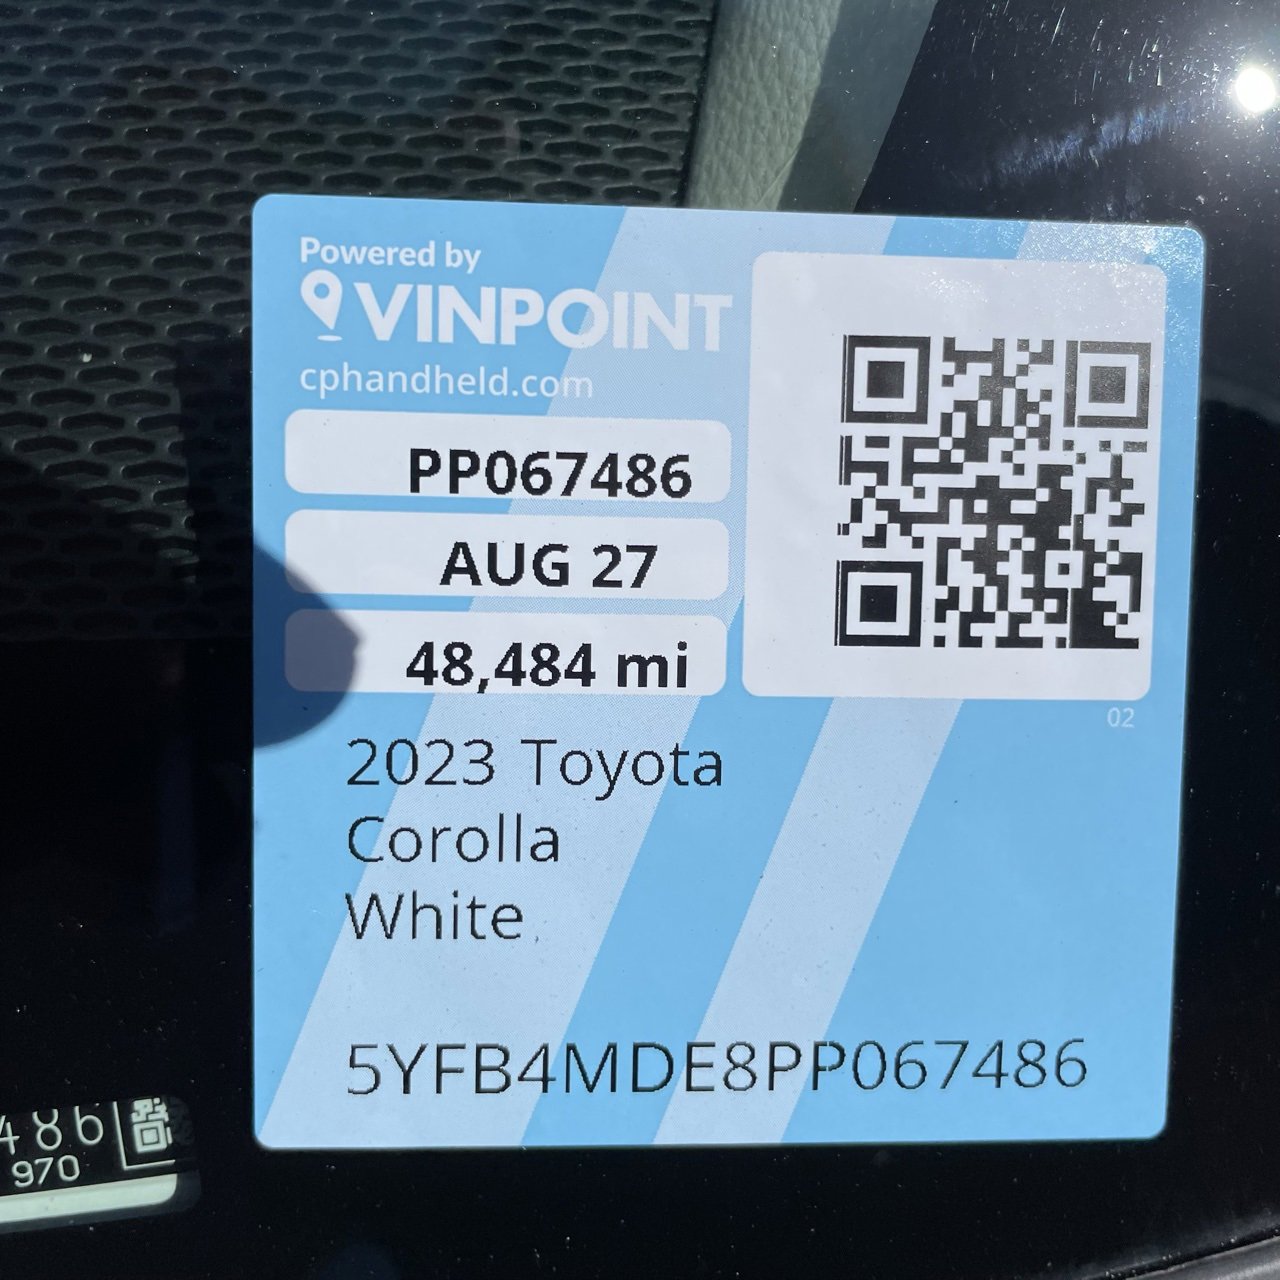 Powered by
VINPOINT
cphandheld.com
PP067486
AUG 27
48,484 mi
02
2023 Toyota
Corolla
White
5YFB4MDE8PP067486
486
970